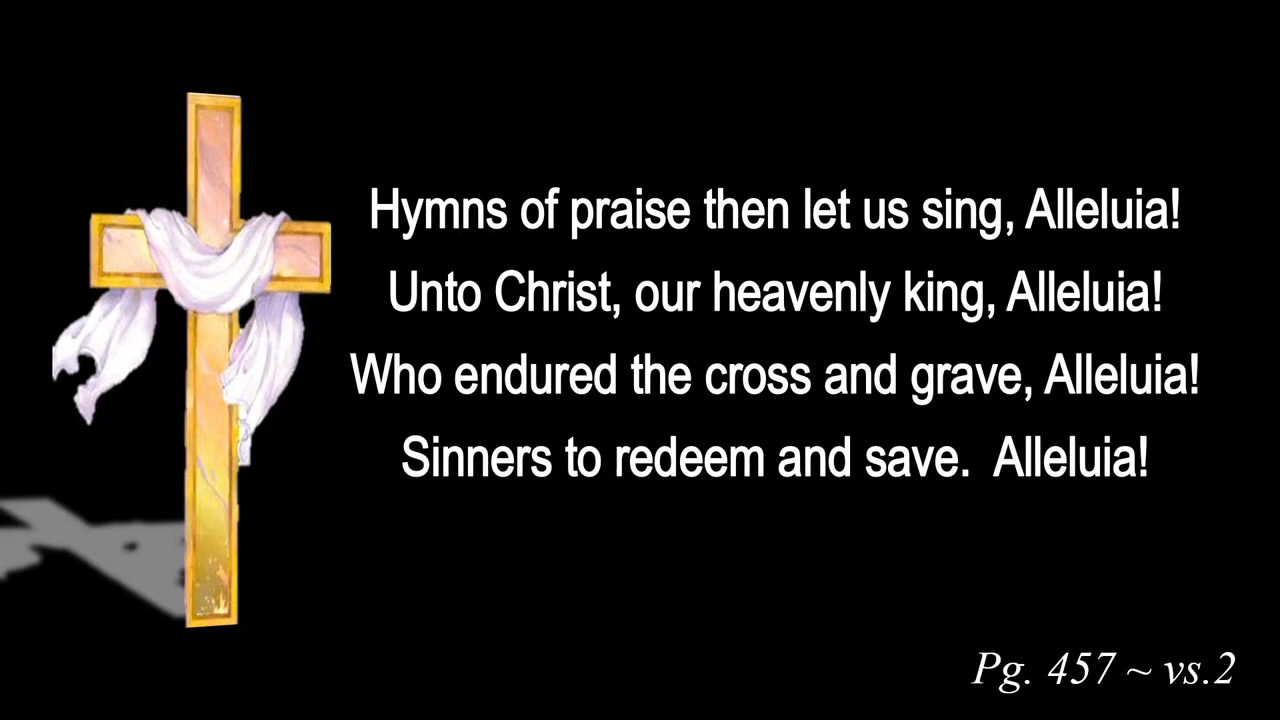 Hymns of praise then let us sing, Alleluia!
Unto Christ, our heavenly king, Alleluia!
Who endured the cross and grave, Alleluia!
Sinners to redeem and save.  Alleluia!
Pg. 457 ~ vs.2